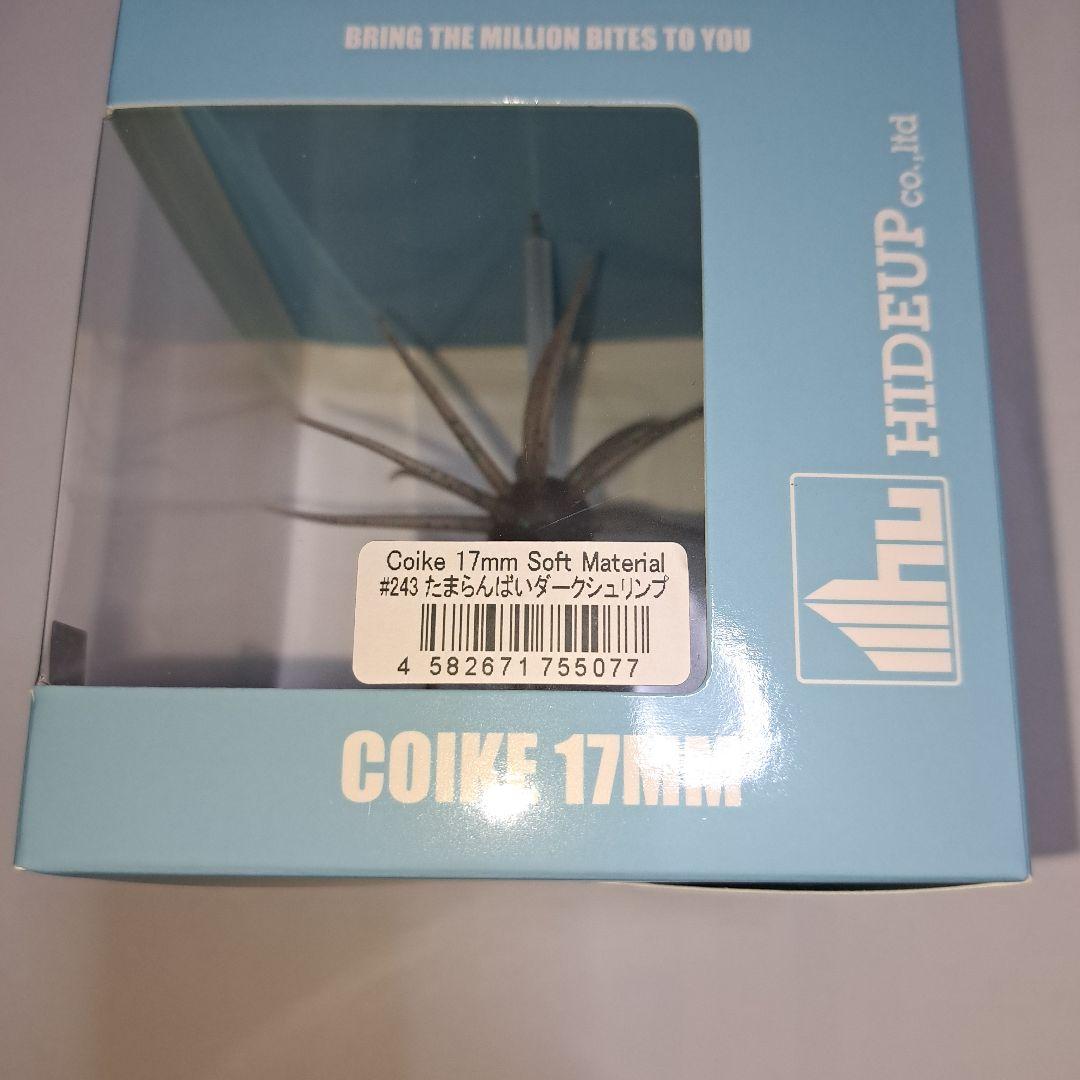 BRING THE MILLION BITES TO YOU
HIDEUP co.,ltd
hu
Coike 17mm Soft Material
#243 たまらんばいダークシュリンプ
4 582671 755077
COIKE 17MM